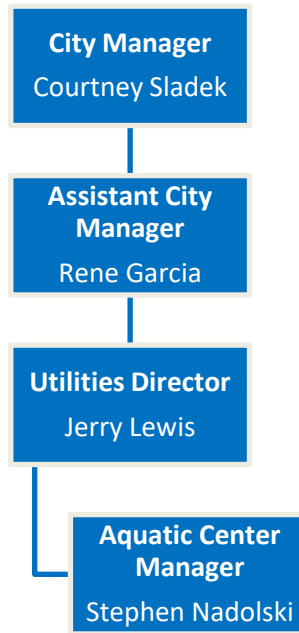 City Manager
Courtney Sladek
Assistant City
Manager
Rene Garcia
Utilities Director
Jerry Lewis
Aquatic Center
Manager
Stephen Nadolski